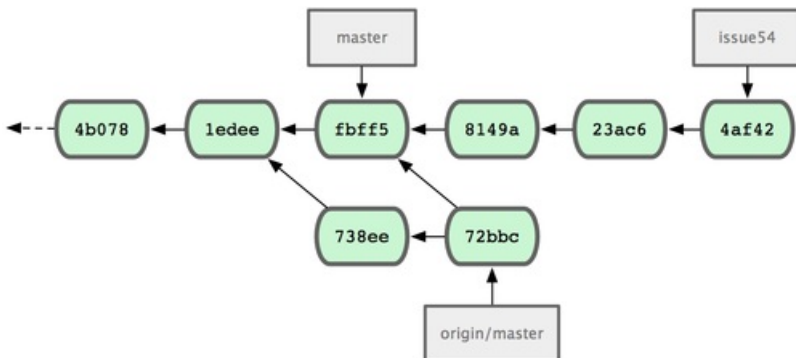 master
issue54
4b078
1edee
fbff5
8149a
23ac6
4af42
738ee
72bbc
origin/master